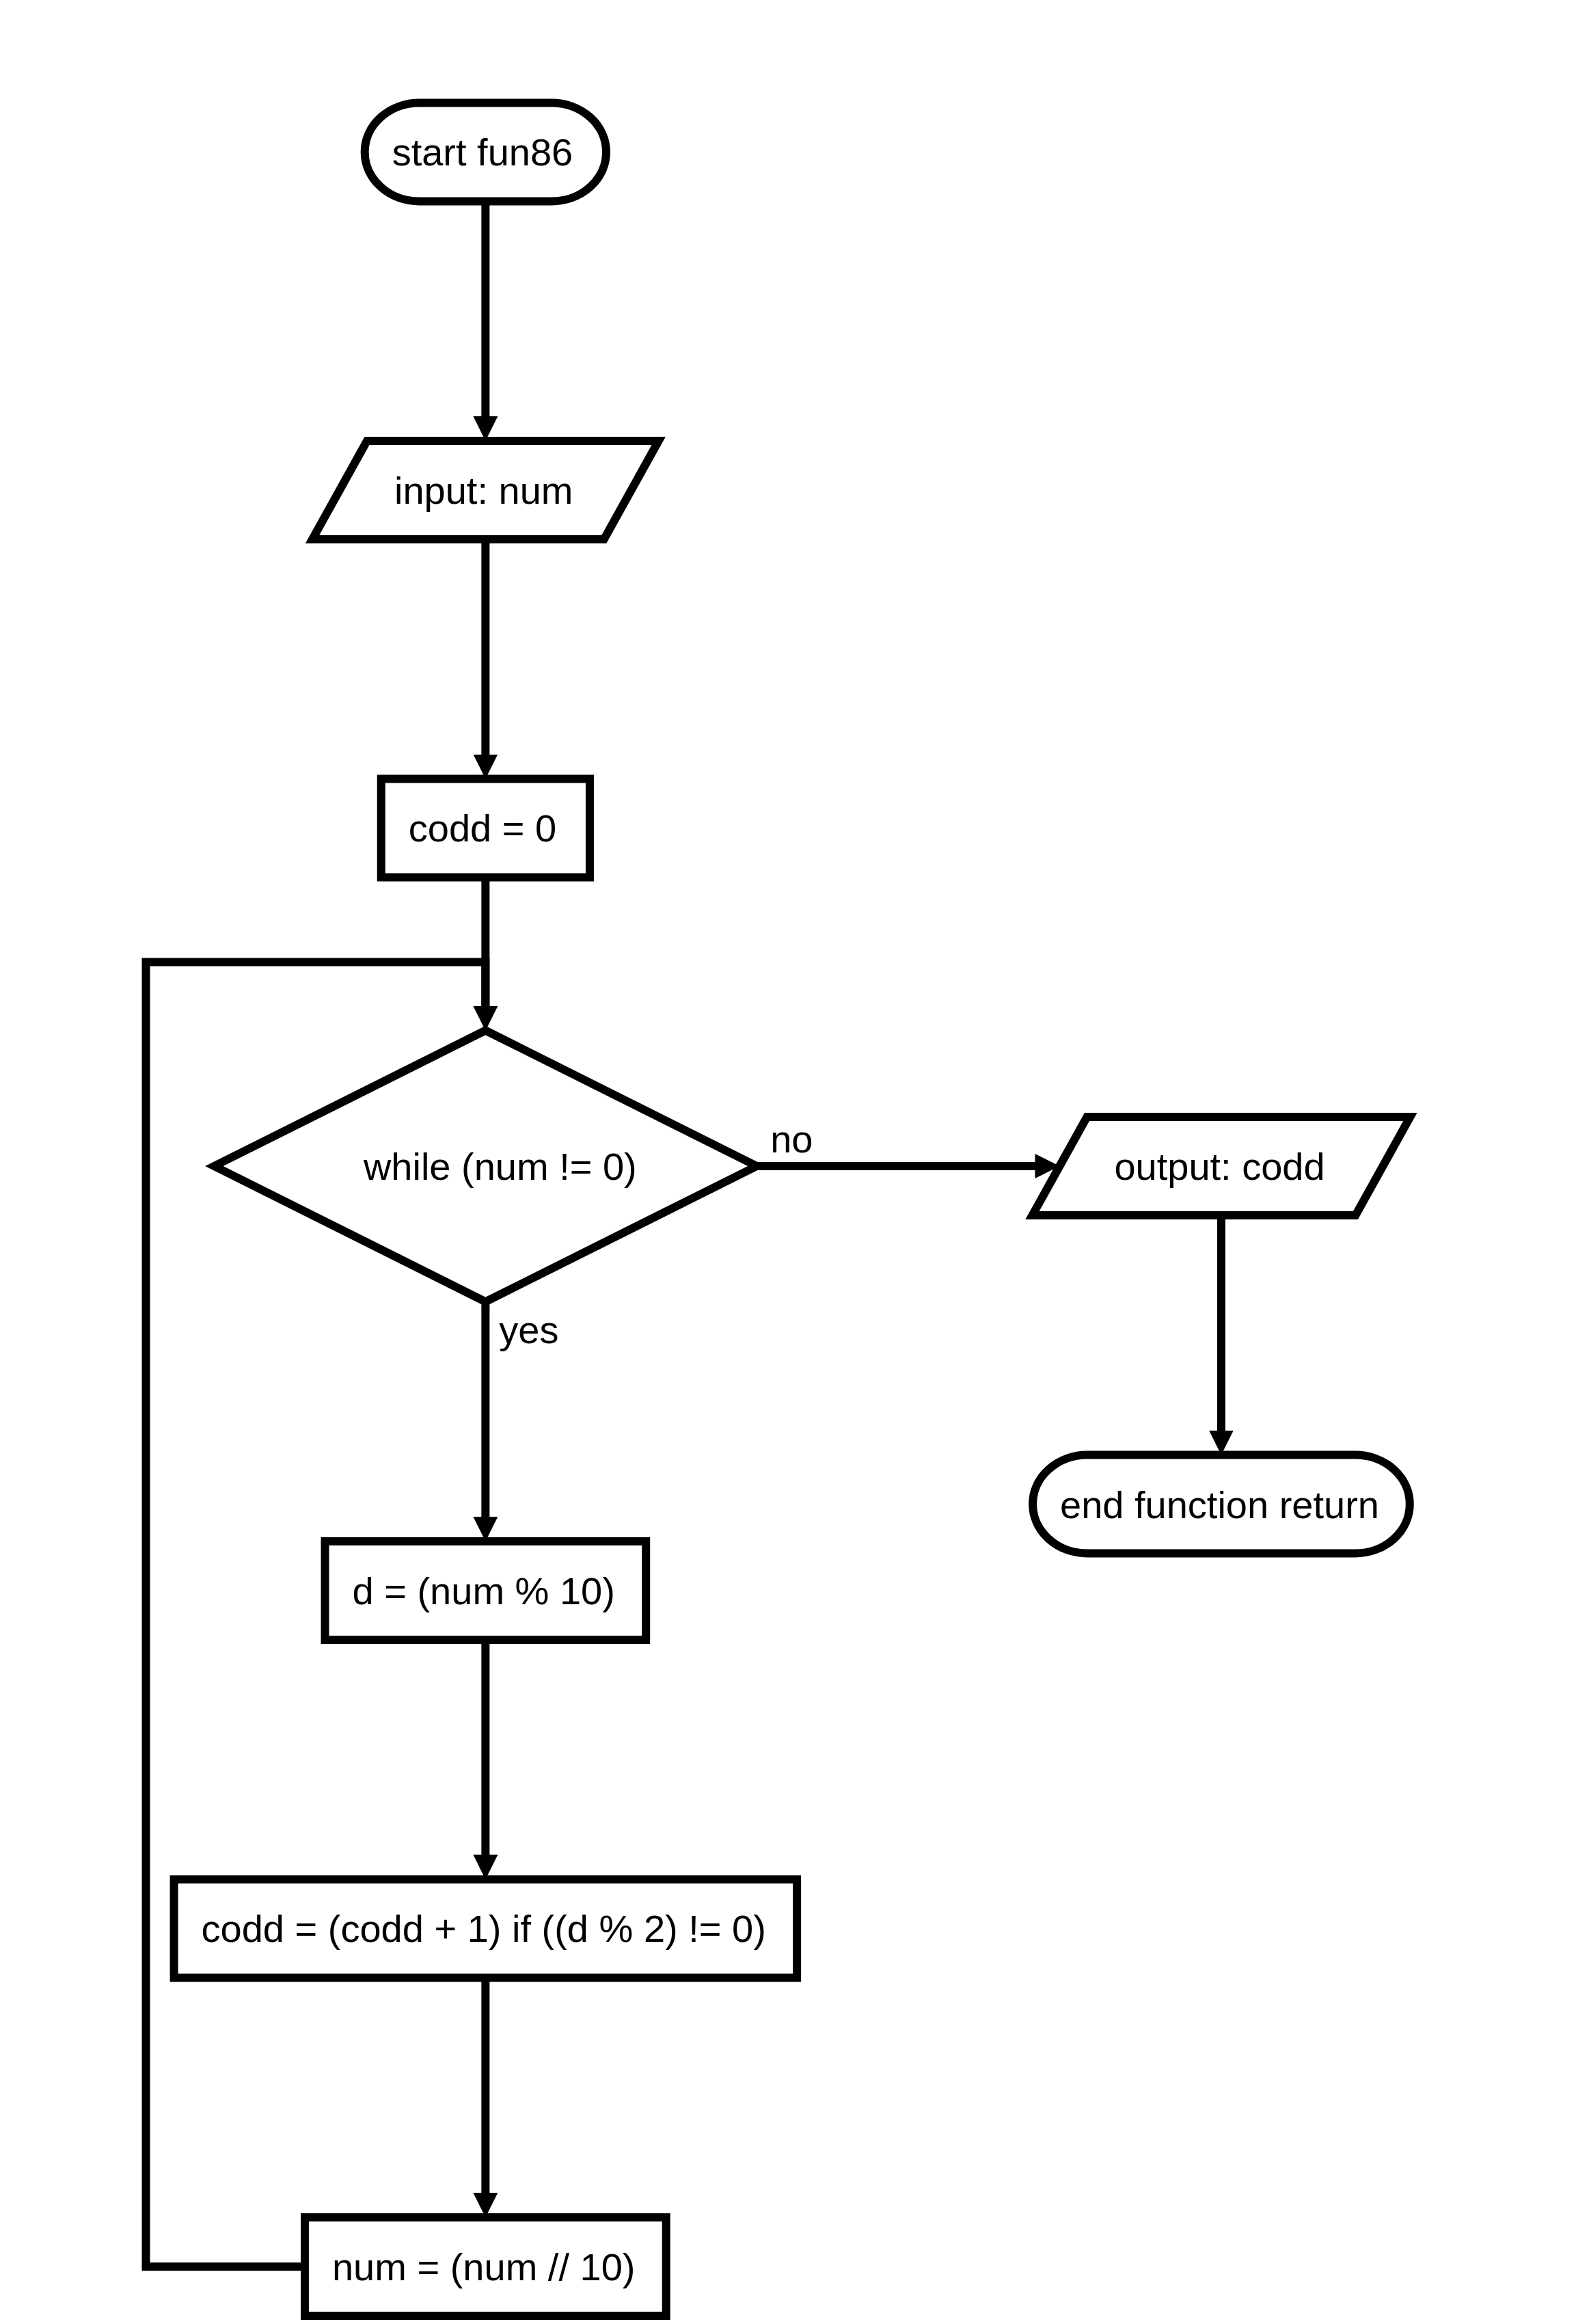 start fun86
input: num
codd = 0
while (num != 0)
no
output: codd
yes
end function return
d = (num % 10)
codd = (codd + 1) if ((d % 2) != 0)
num = (num // 10)